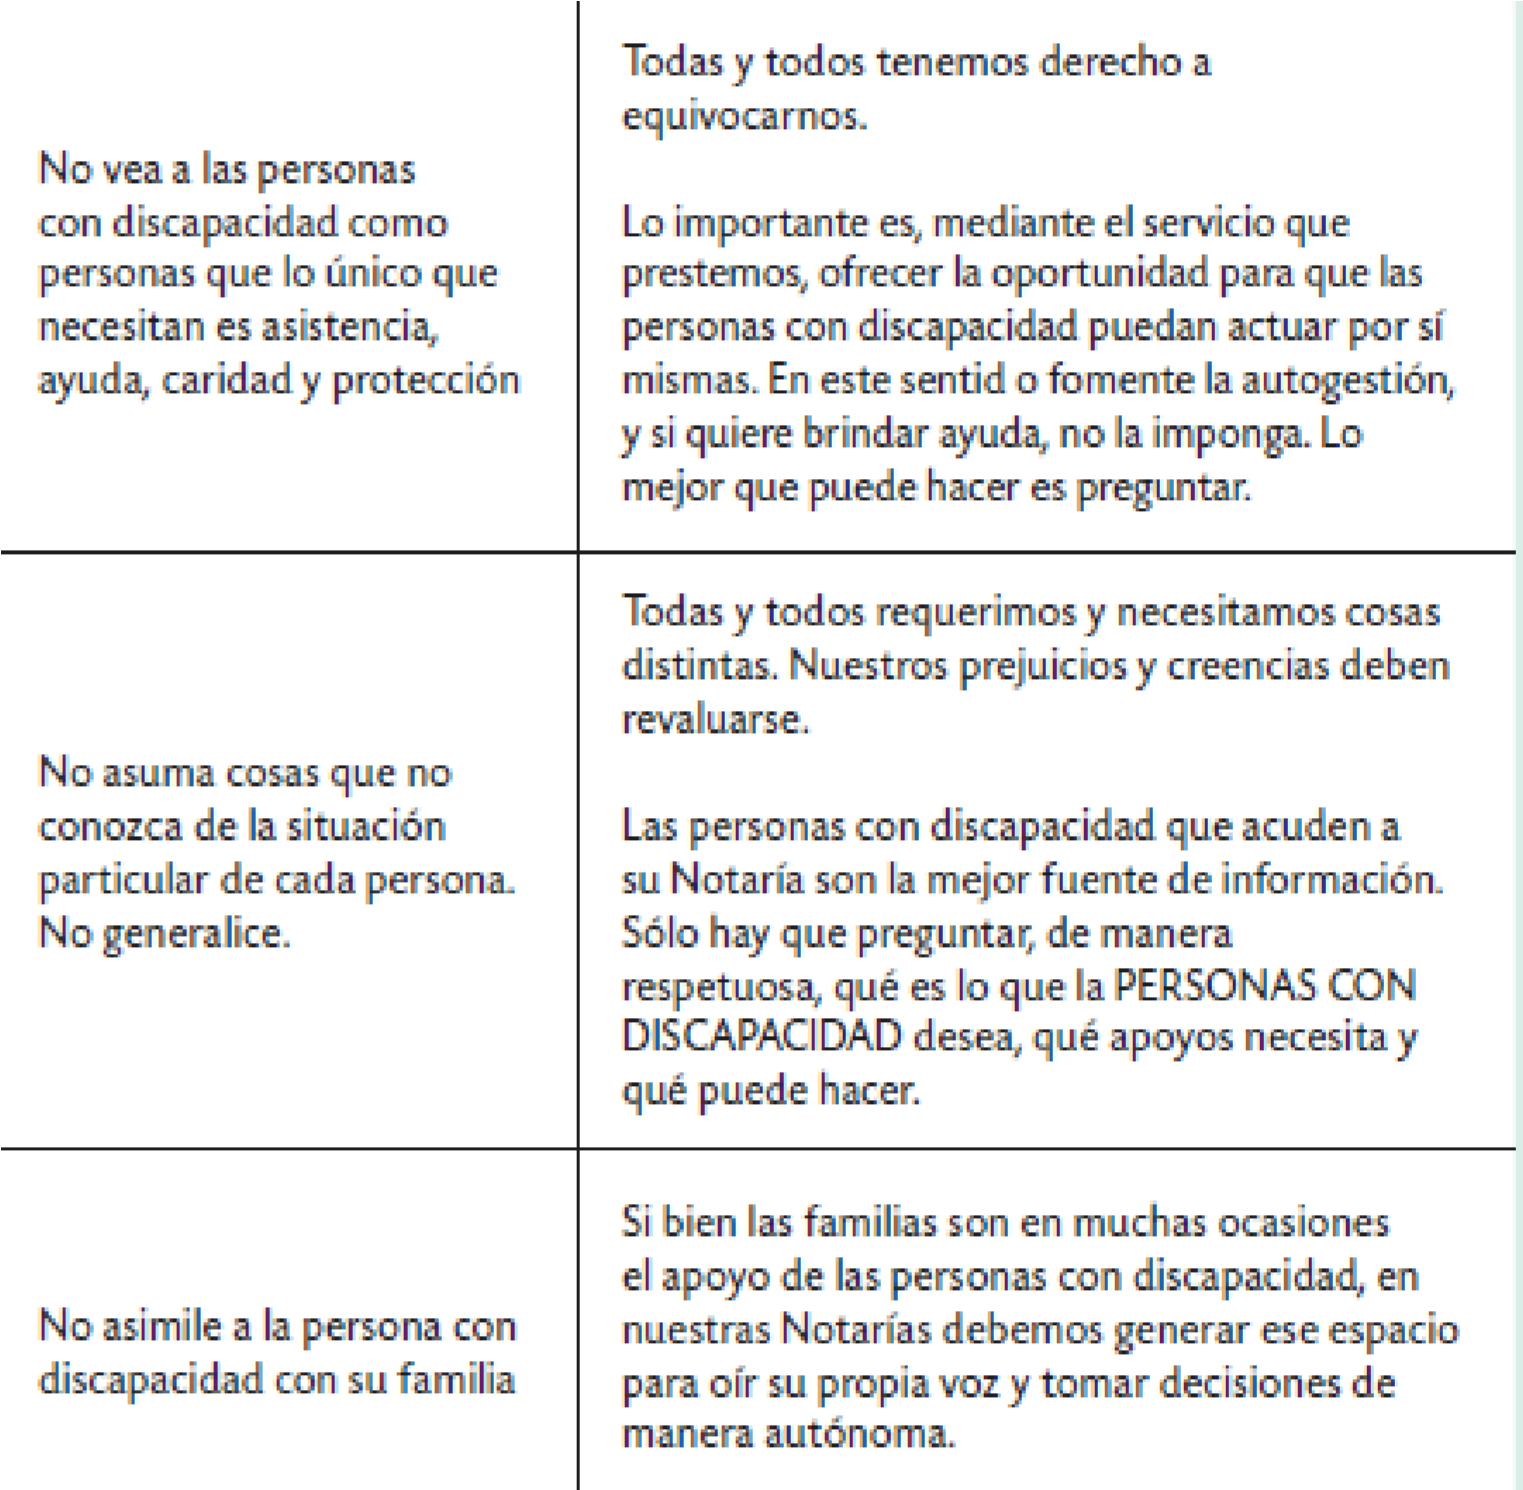 No vea a las personas
con discapacidad como
personas que lo único que
necesitan es asistencia,
ayuda, caridad y protección
Todas y todos tenemos derecho a
equivocarnos.
Lo importante es, mediante el servicio que
prestemos, ofrecer la oportunidad para que las
personas con discapacidad puedan actuar por sí
mismas. En este sentid o fomente la autogestión,
y si quiere brindar ayuda, no la imponga. Lo
mejor que puede hacer es preguntar.
No asuma cosas que no
conozca de la situación
particular de cada persona.
No generalice.
Todas y todos requerimos y necesitamos cosas
distintas. Nuestros prejuicios y creencias deben
revaluarse.
Las personas con discapacidad que acuden a
su Notaría son la mejor fuente de información.
Sólo hay que preguntar, de manera
respetuosa, qué es lo que la PERSONAS CON
DISCAPACIDAD desea, qué apoyos necesita y
qué puede hacer.
No asimile a la persona con
discapacidad con su familia
Si bien las familias son en muchas ocasiones
el apoyo de las personas con discapacidad, en
nuestras Notarías debemos generar ese espacio
para oír su propia voz y tomar decisiones de
manera autónoma.